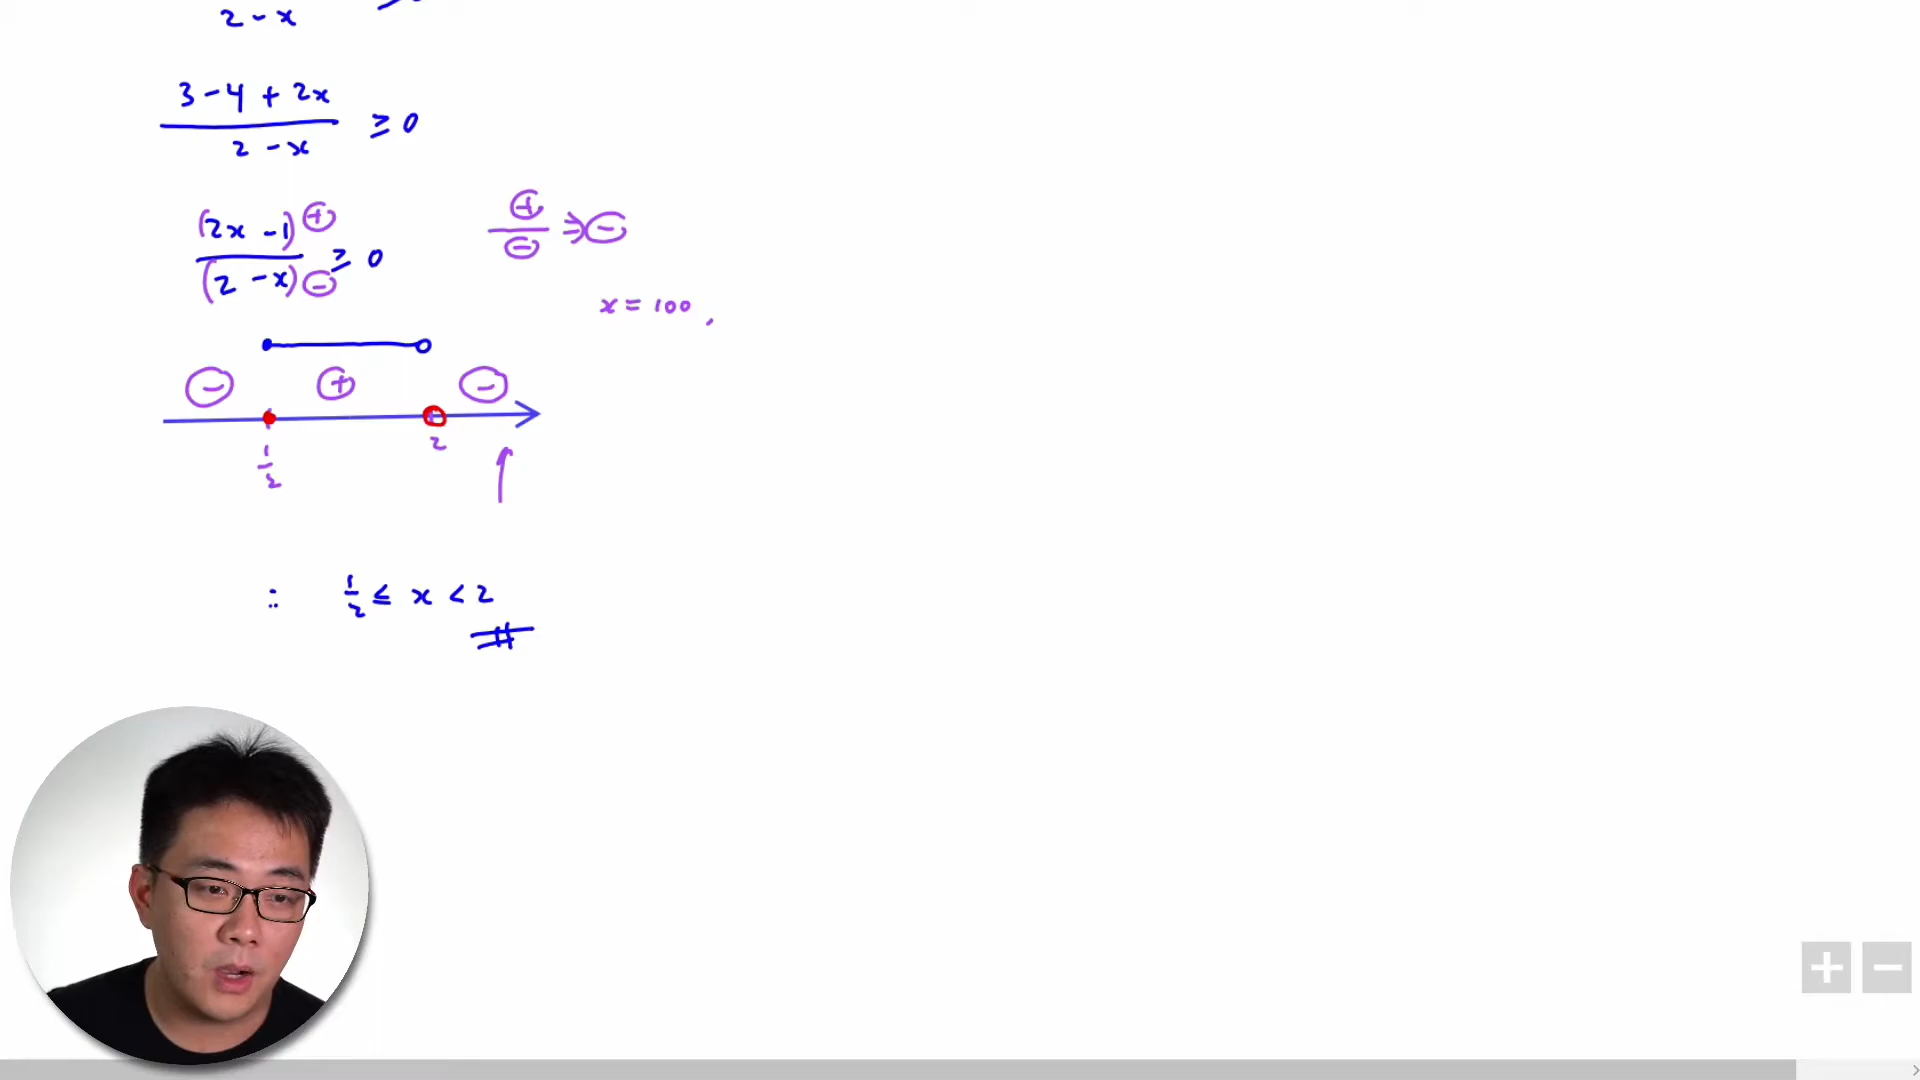 2 - x
3 - 4 + 2x
2 - x
≥ 0
(2x - 1) +
(2 - x) -
≥ 0
+
-
⇒ -
x = 100,
- + -
1/2
2
∴ 1/2 ≤ x < 2